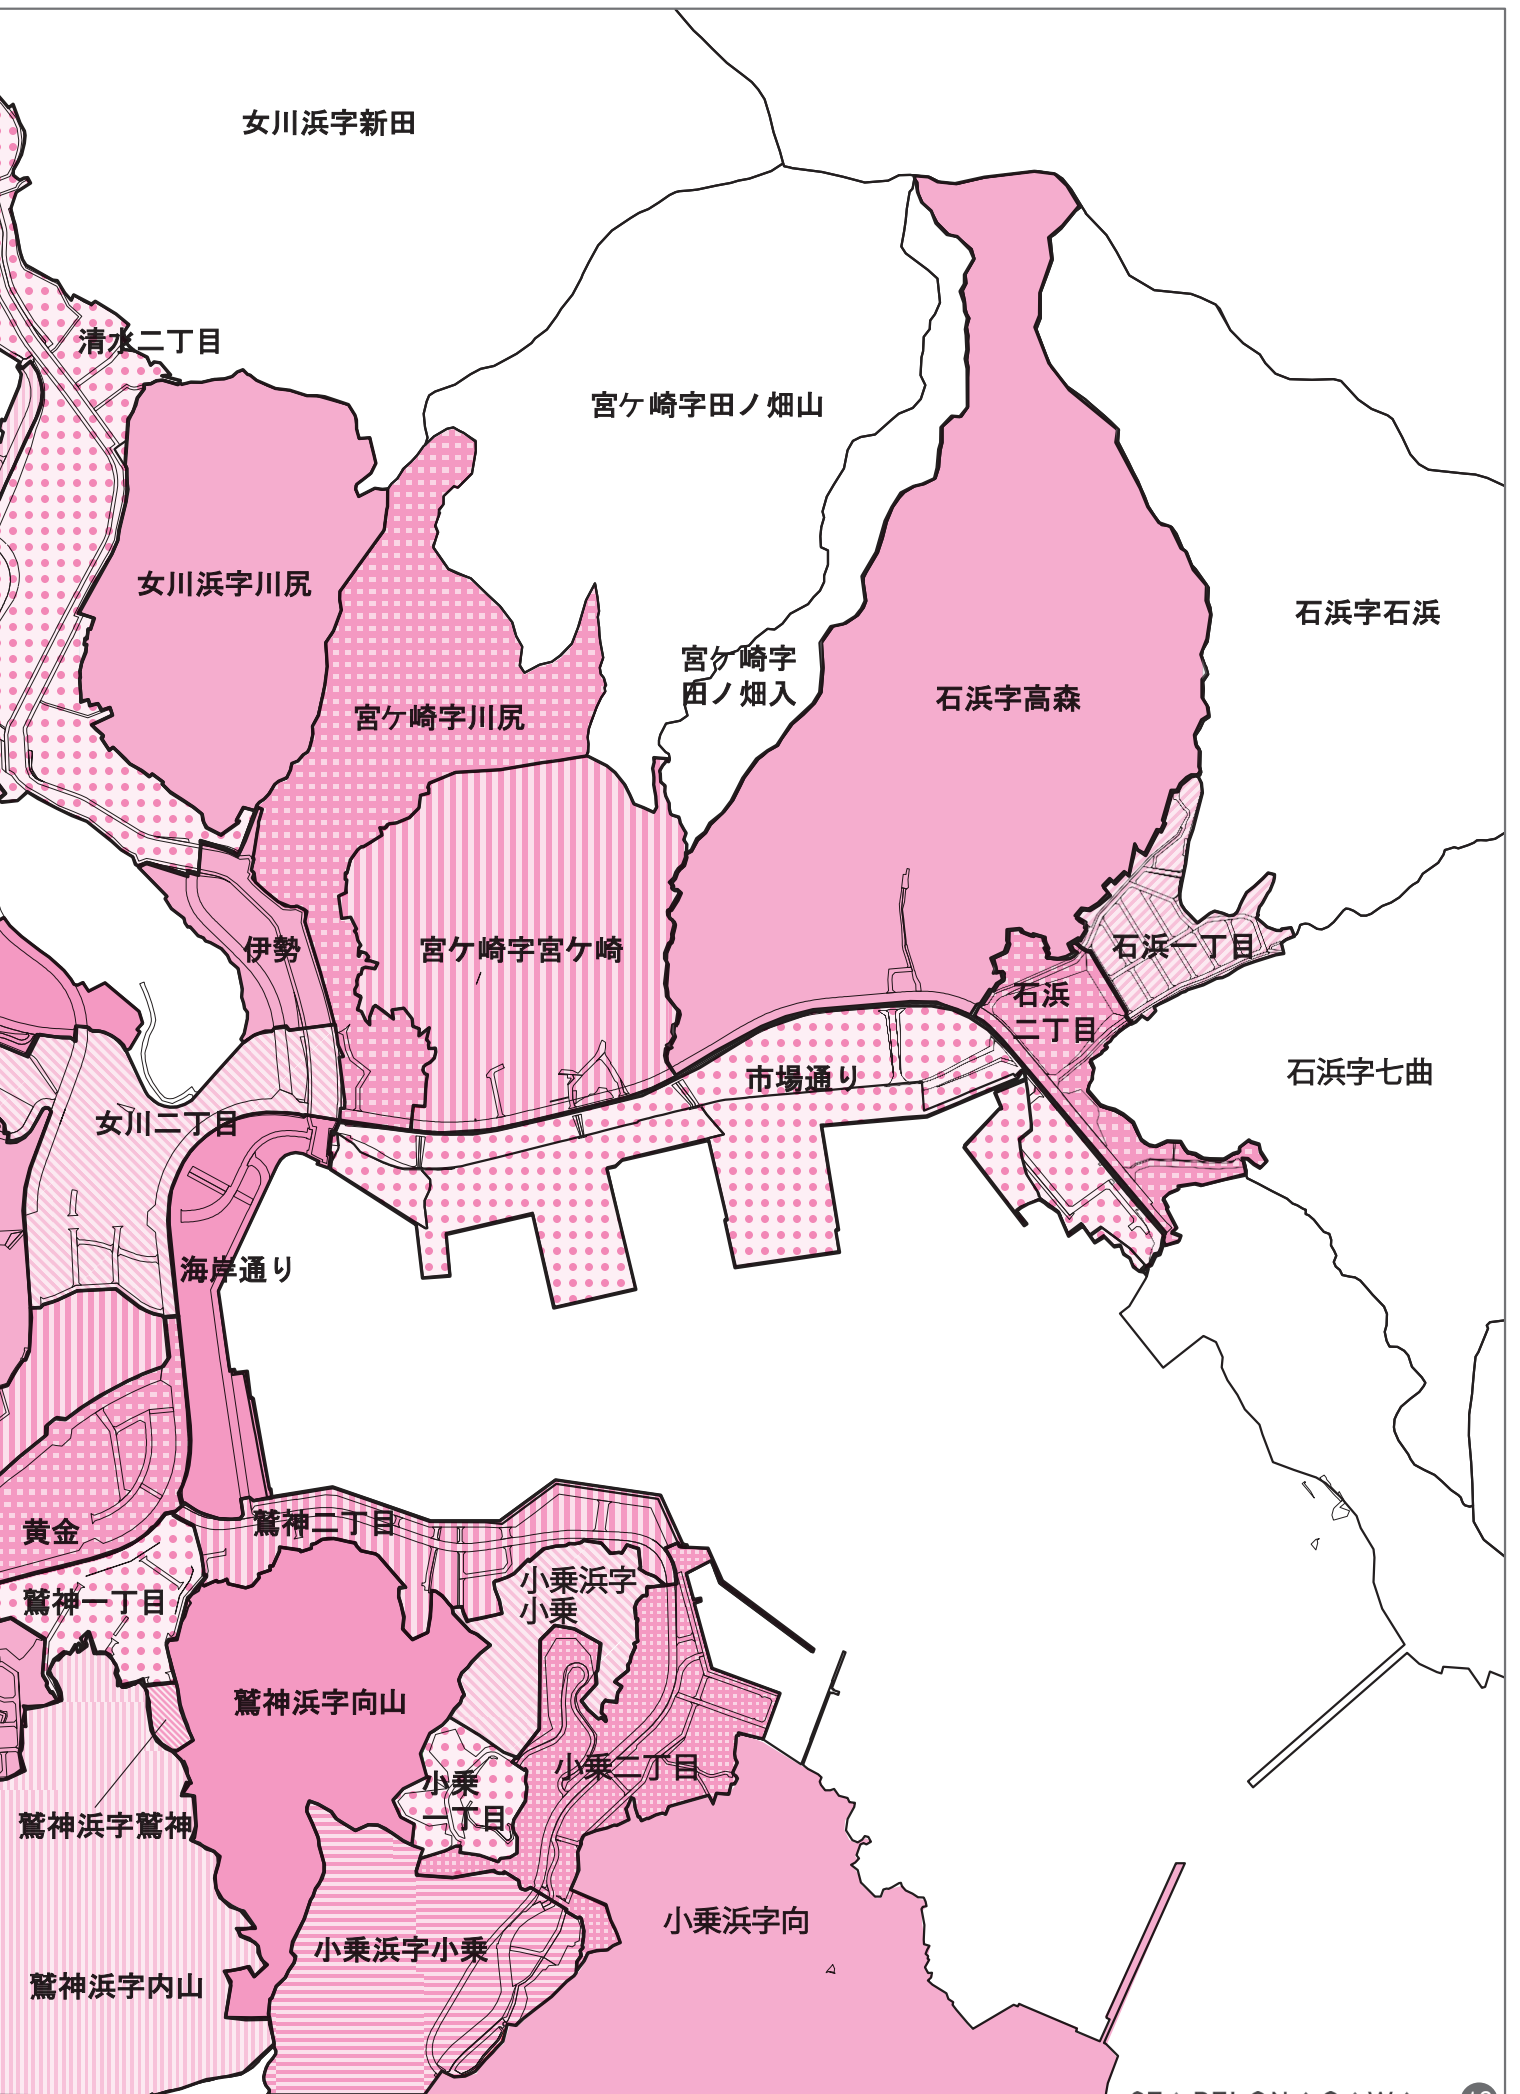 女川浜字新田
清水二丁目
宮ケ崎字田ノ畑山
女川浜字川尻
石浜字石浜
宮ケ崎字
田ノ畑入
石浜字高森
宮ケ崎字川尻
伊勢
宮ケ崎字宮ケ崎
石浜一丁目
石浜
二丁目
石浜字七曲
市場通り
女川二丁目
海岸通り
鷲神二丁目
黄金
小乗浜字
小乗
鷲神一丁目
鷲神浜字向山
小乗二丁目
小乗
一丁目
鷲神浜字鷲神
小乗浜字向
小乗浜字小乗
鷲神浜字内山